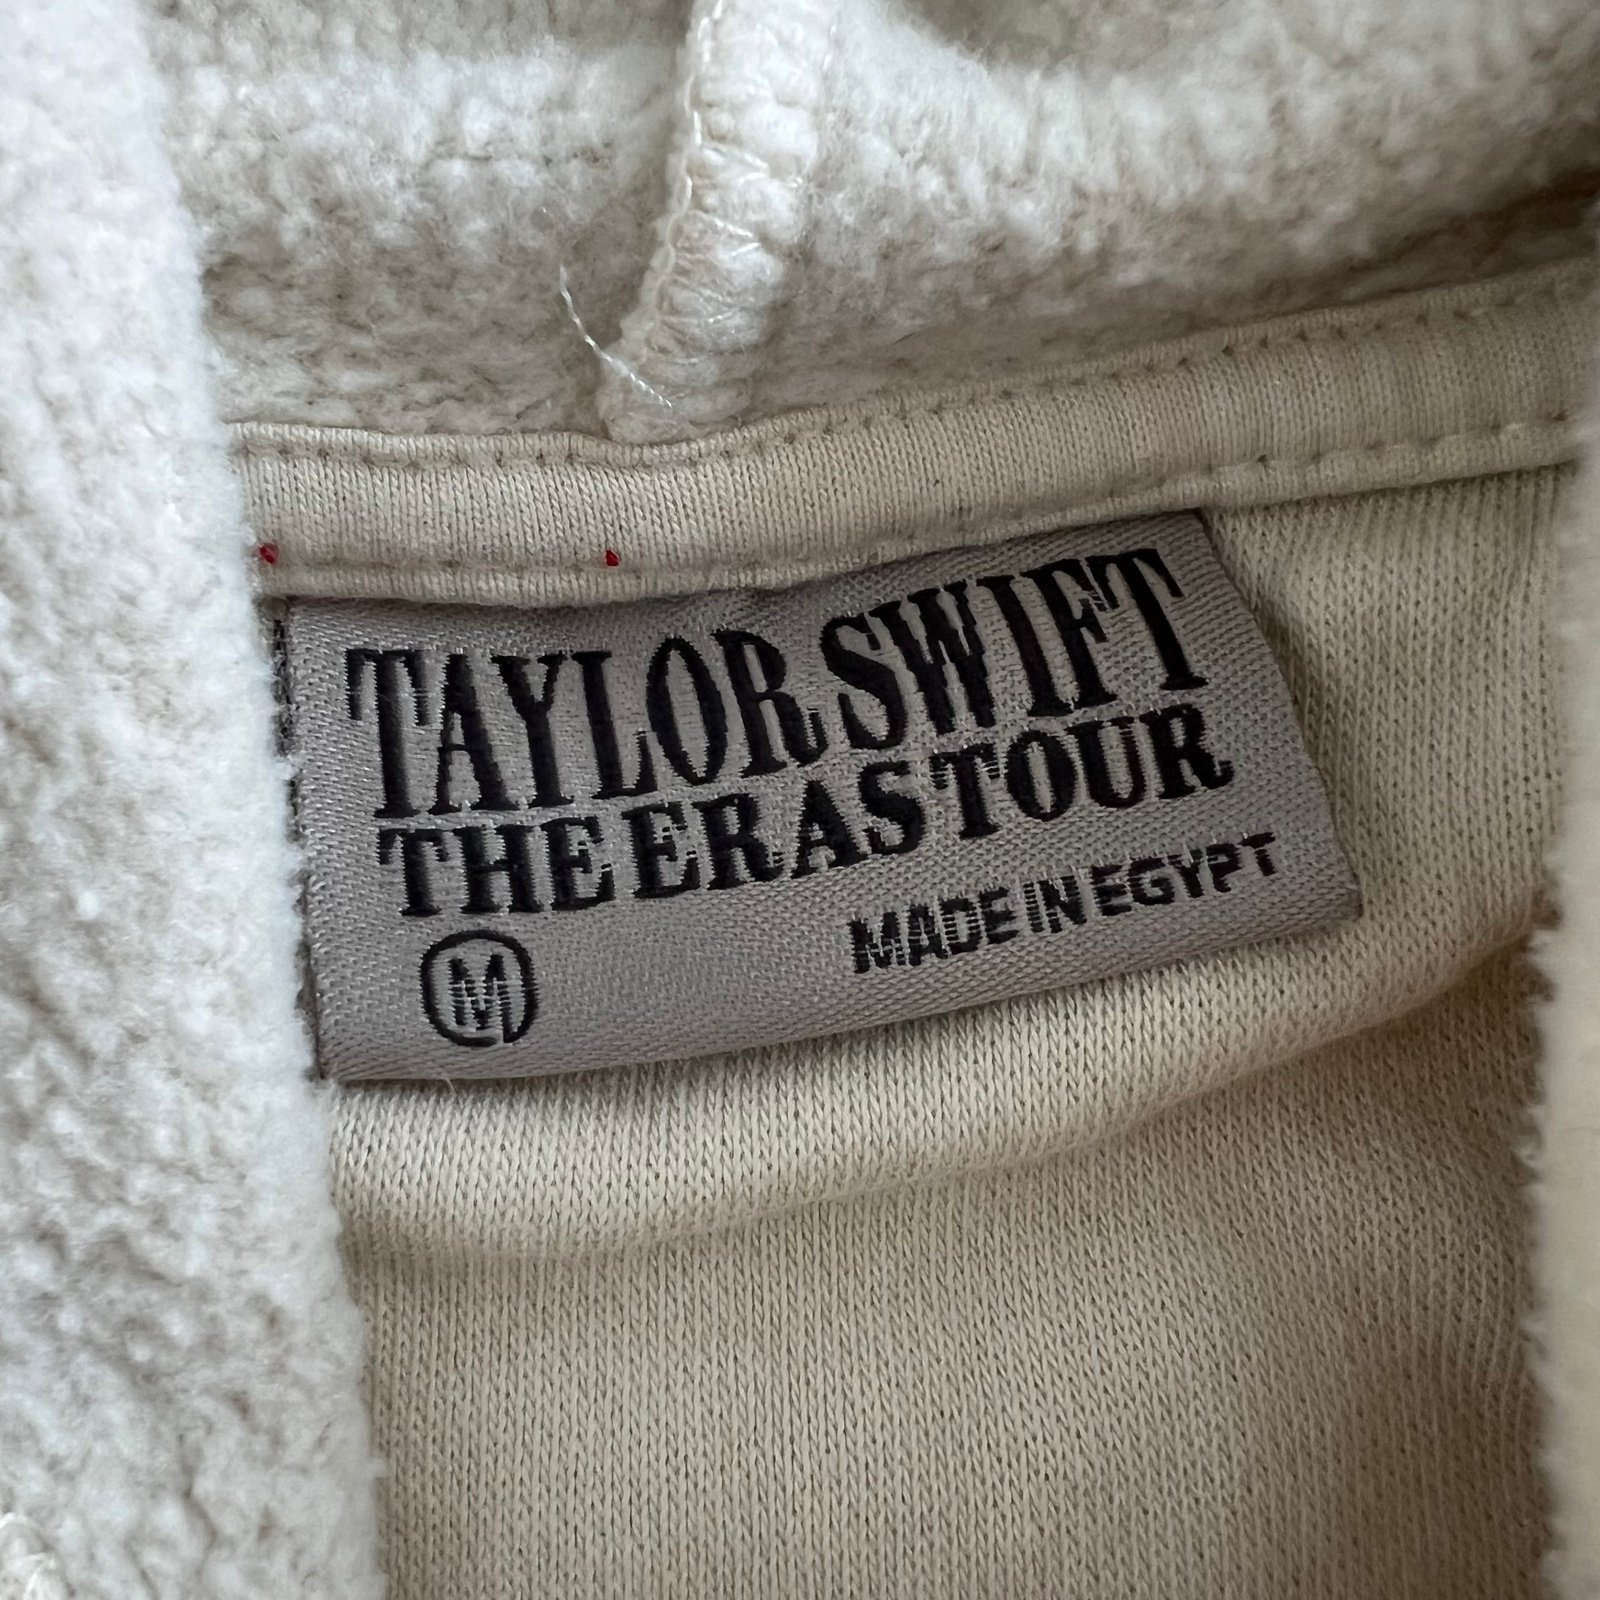 TAYLOR SWIFT
THE ERAS TOUR
MADE IN EGYPT
M